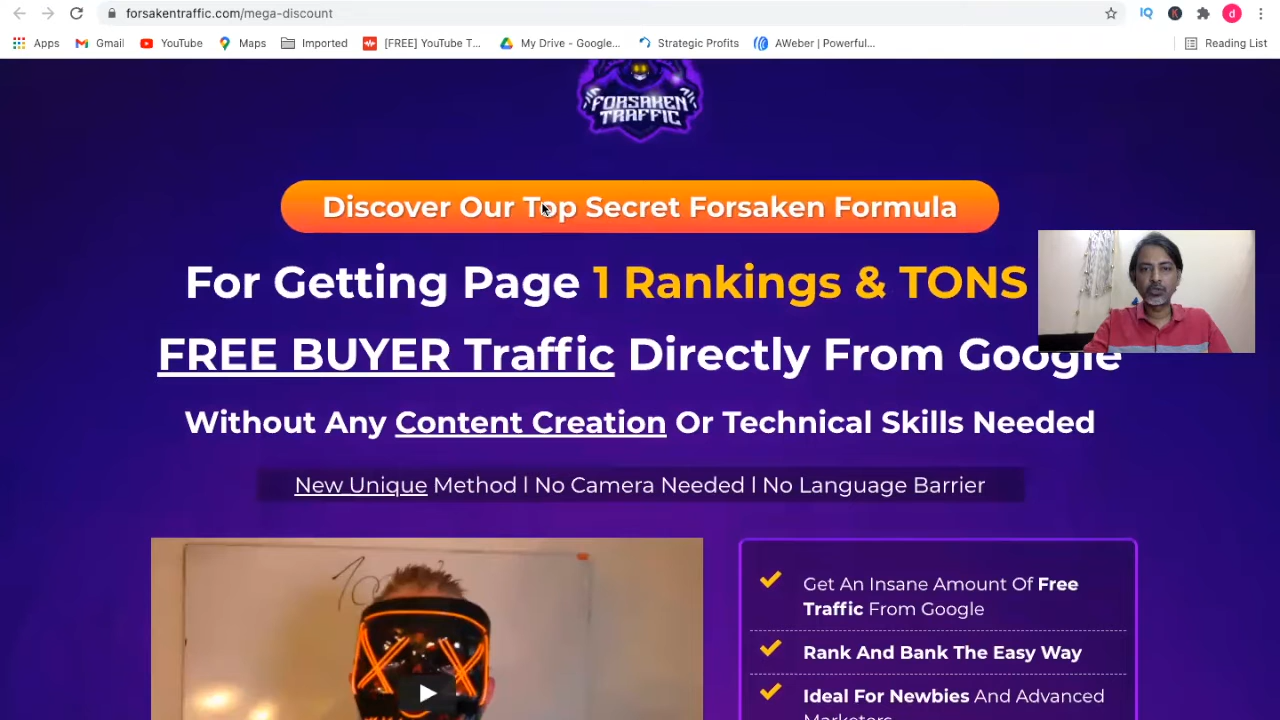 forsakentraffic.com/mega-discount
Apps Gmail YouTube Maps Imported [FREE] YouTube T... My Drive - Google... Strategic Profits AWeber | Powerful... Reading List
FORSAKEN
TRAFFIC
Discover Our Top Secret Forsaken Formula
For Getting Page 1 Rankings & TONS
FREE BUYER Traffic Directly From Google
Without Any Content Creation Or Technical Skills Needed
New Unique Method l No Camera Needed l No Language Barrier
Get An Insane Amount Of Free
Traffic From Google
Rank And Bank The Easy Way
Ideal For Newbies And Advanced
Marketers